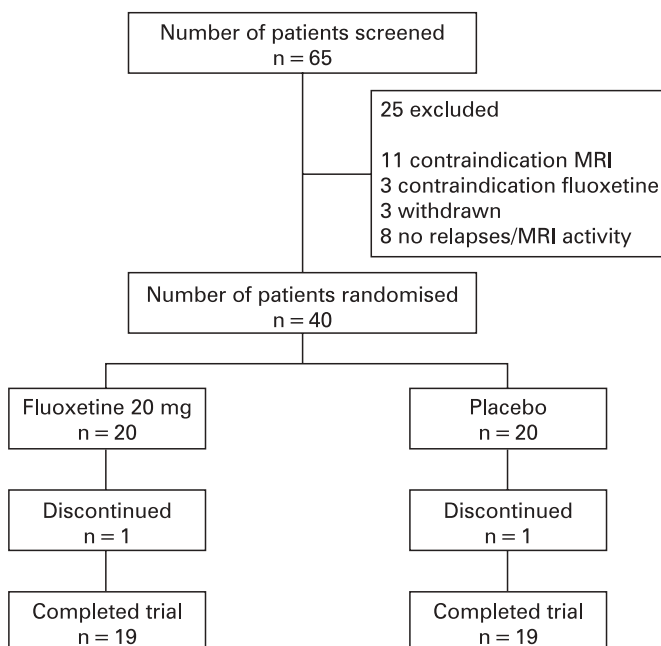 Number of patients screened
n = 65
25 excluded
11 contraindication MRI
3 contraindication fluoxetine
3 withdrawn
8 no relapses/MRI activity
Number of patients randomised
n = 40
Fluoxetine 20 mg
n = 20
Placebo
n = 20
Discontinued
n = 1
Discontinued
n = 1
Completed trial
n = 19
Completed trial
n = 19